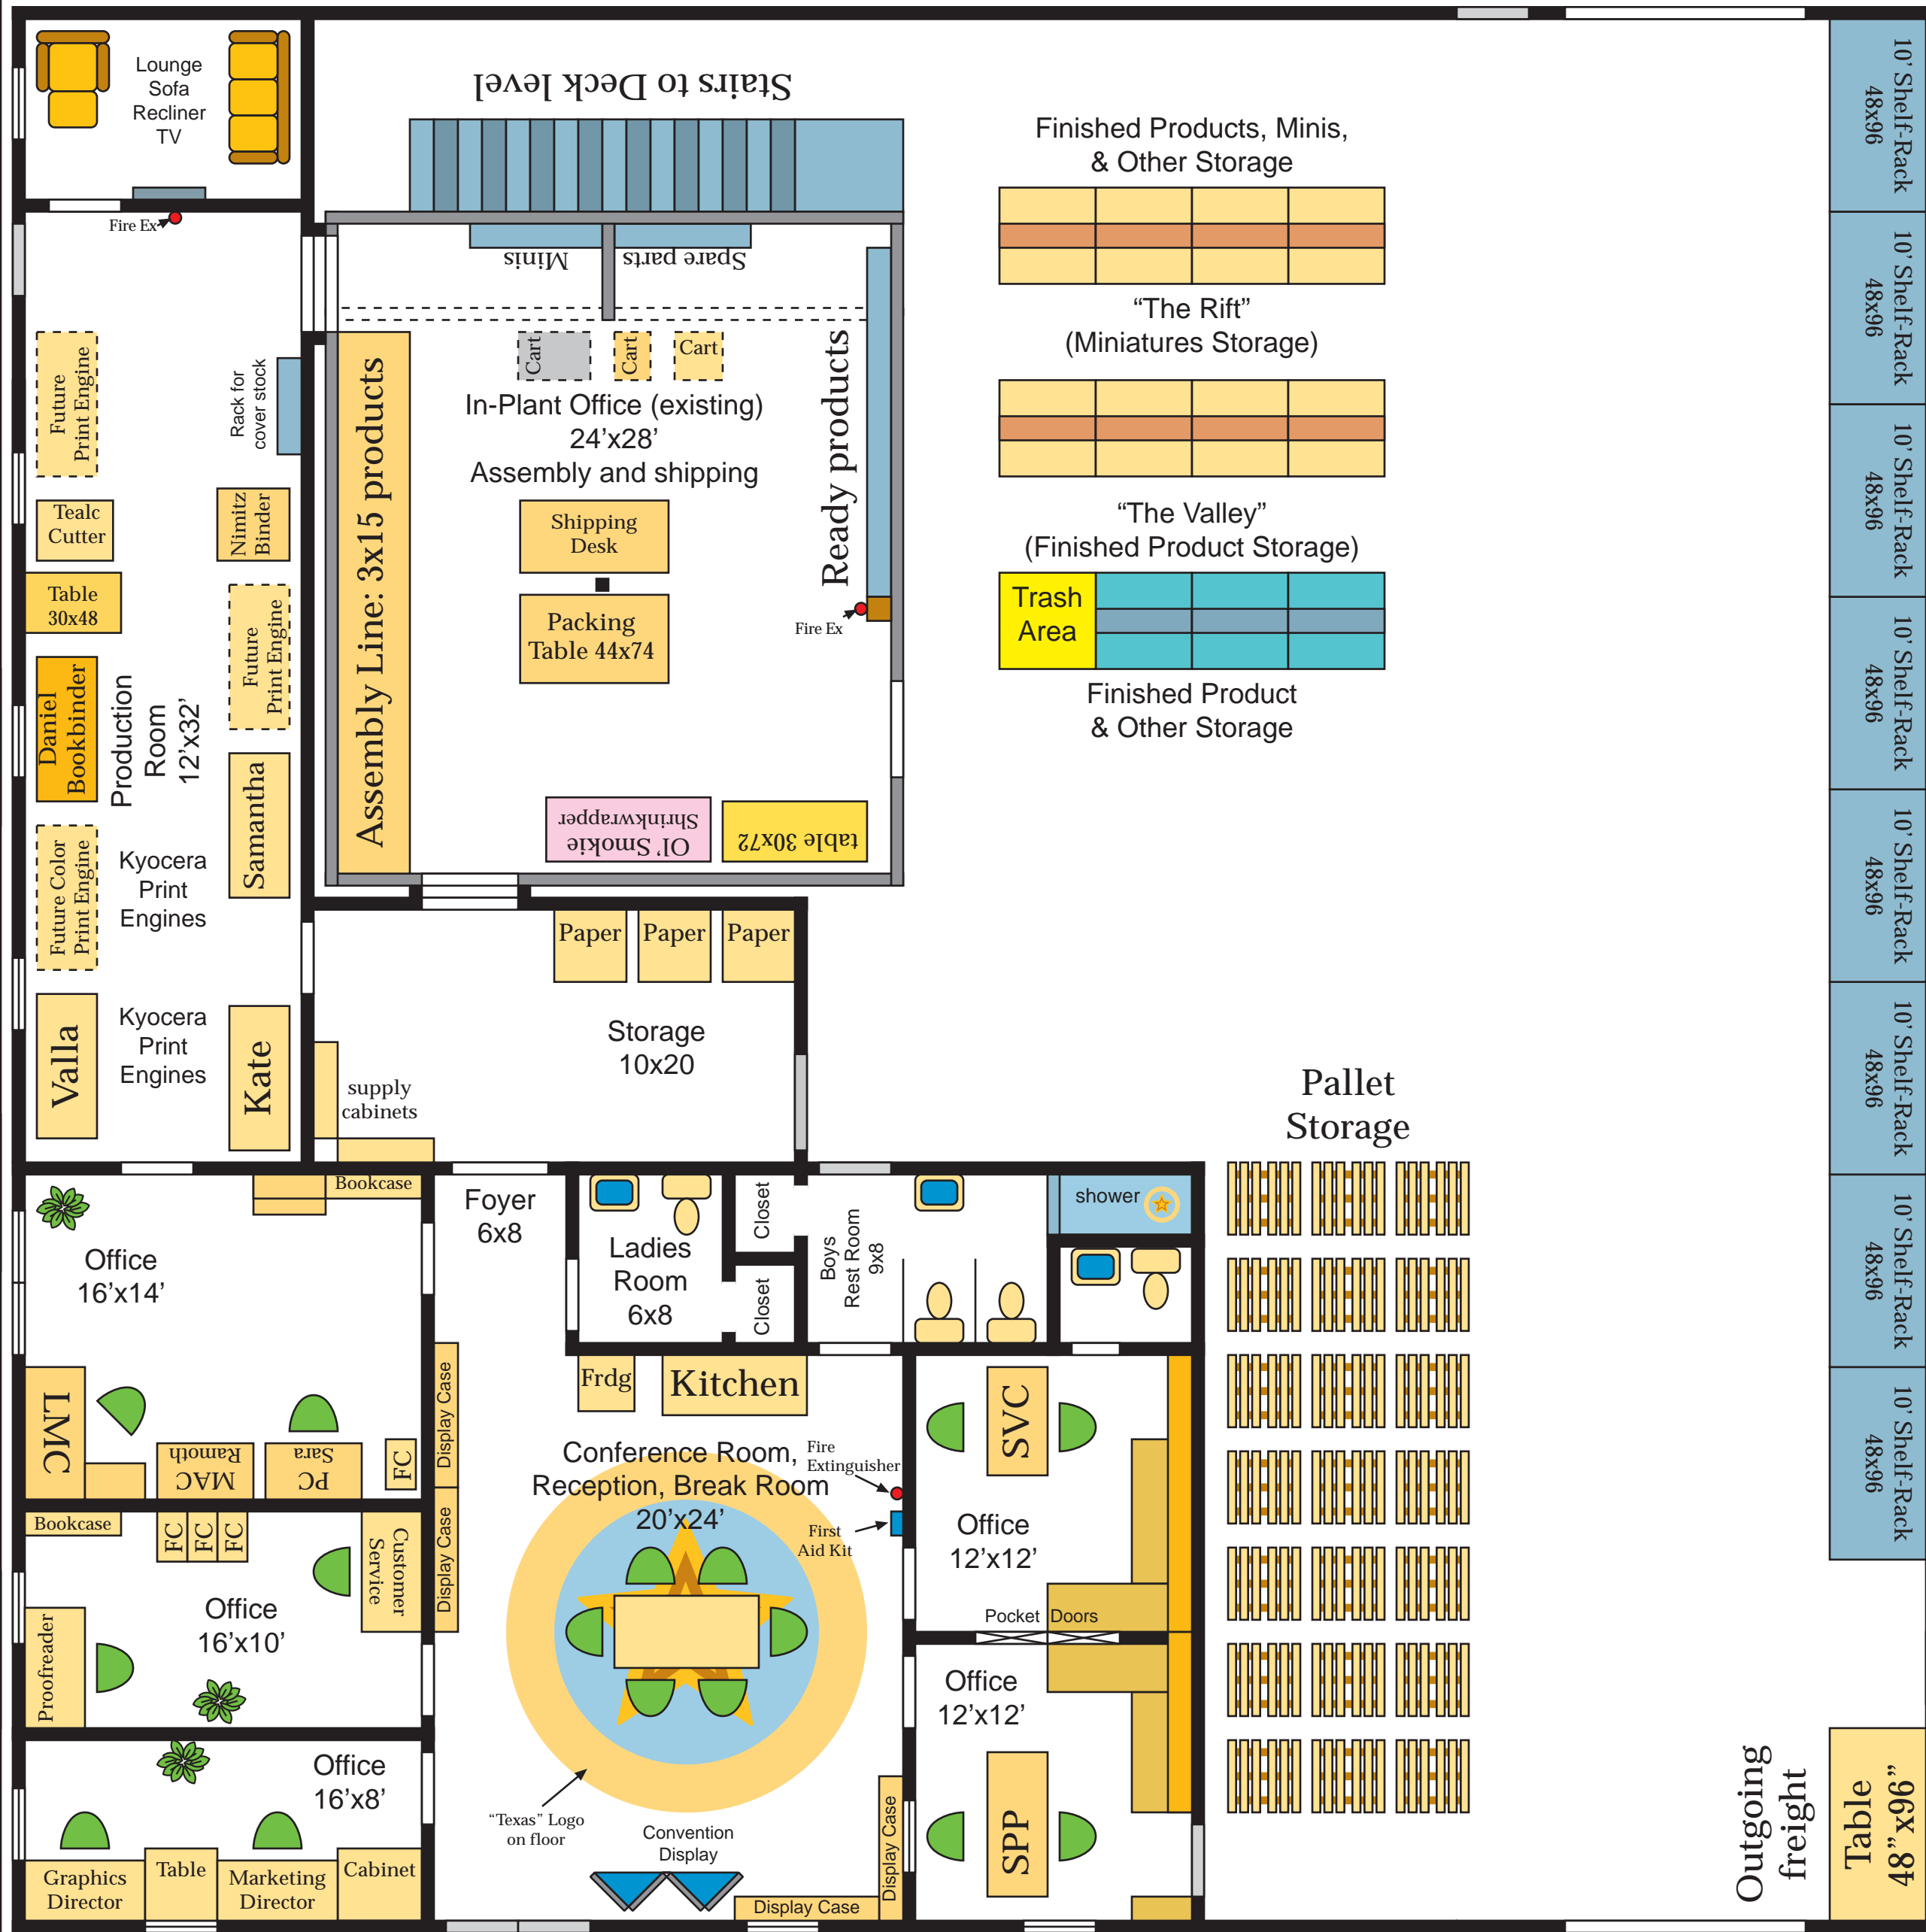 Lounge
Sofa
Recliner
TV
Stairs to Deck level
Finished Products, Minis,
& Other Storage
Fire Ex
Minis
Spare parts
“The Rift”
(Miniatures Storage)
Future
Print Engine
Rack for
cover stock
Assembly Line: 3x15 products
Cart
Cart
Cart
In-Plant Office (existing)
24’x28’
Assembly and shipping
Ready products
Tealc
Cutter
Nimitz
Binder
Shipping
Desk
“The Valley”
(Finished Product Storage)
Table
30x48
Future
Print Engine
Packing
Table 44x74
Fire Ex
Trash
Area
Daniel
Bookbinder
Production
Room
12’x32’
Finished Product
& Other Storage
Samantha
Ol’ Smokie
Shrinkwrapper
table 30x72
Future Color
Print Engine
Kyocera
Print
Engines
Paper
Paper
Paper
Valla
Kyocera
Print
Engines
Kate
Storage
10x20
supply
cabinets
Pallet
Storage
Bookcase
Foyer
6x8
Office
16’x14’
Ladies
Room
6x8
Closet
Closet
Boys
Rest Room
9x8
shower
LMC
MAC
Ramoth
PC
Sara
FC
Display Case
Frdg
Kitchen
Conference Room,
Reception, Break Room
20’x24’
Fire
Extinguisher
First
Aid Kit
SVC
Office
12’x12’
Bookcase
FC
FC
FC
Customer
Service
Display Case
Office
16’x10’
Proofreader
Pocket Doors
Office
12’x12’
Office
16’x8’
“Texas” Logo
on floor
Convention
Display
Display Case
Display Case
SPP
Graphics
Director
Table
Marketing
Director
Cabinet
10’ Shelf-Rack
48x96
10’ Shelf-Rack
48x96
10’ Shelf-Rack
48x96
10’ Shelf-Rack
48x96
10’ Shelf-Rack
48x96
10’ Shelf-Rack
48x96
10’ Shelf-Rack
48x96
10’ Shelf-Rack
48x96
Outgoing
freight
Table
48“x96“